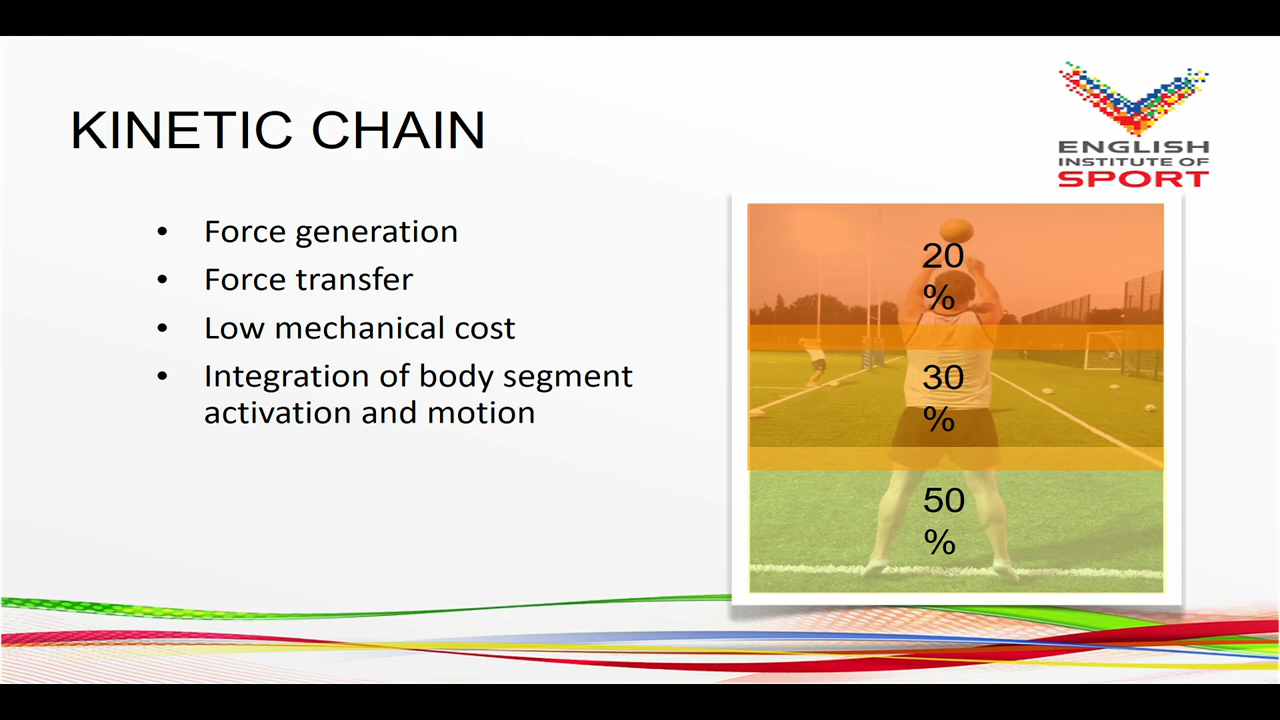 KINETIC CHAIN
ENGLISH
INSTITUTE OF
SPORT
• Force generation
• Force transfer
• Low mechanical cost
• Integration of body segment
activation and motion
20
%
30
%
50
%